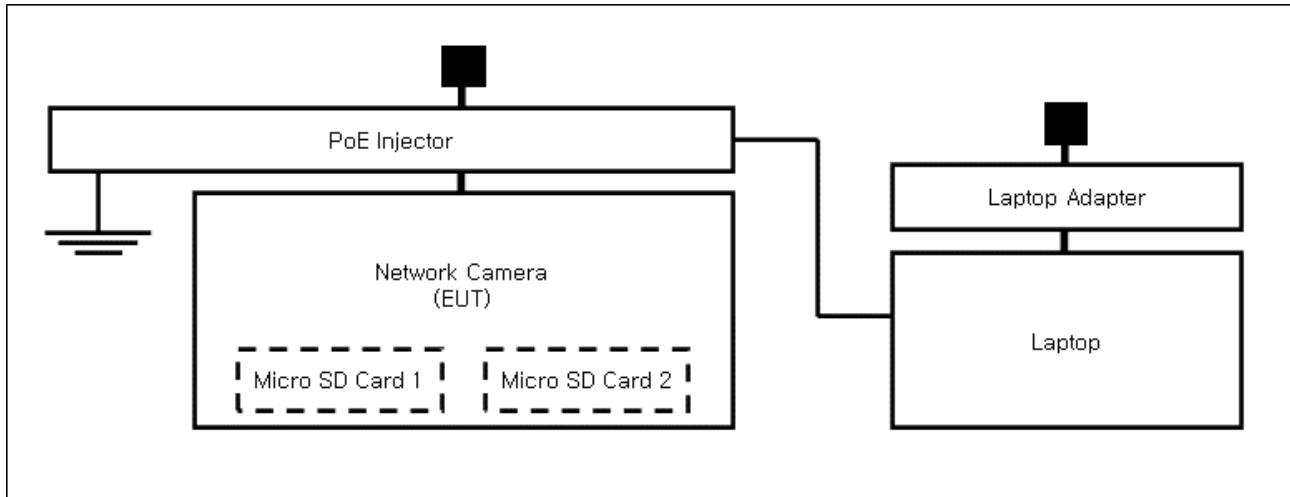 PoE Injector
Laptop Adapter
Network Camera
(EUT)
Laptop
Micro SD Card 1
Micro SD Card 2